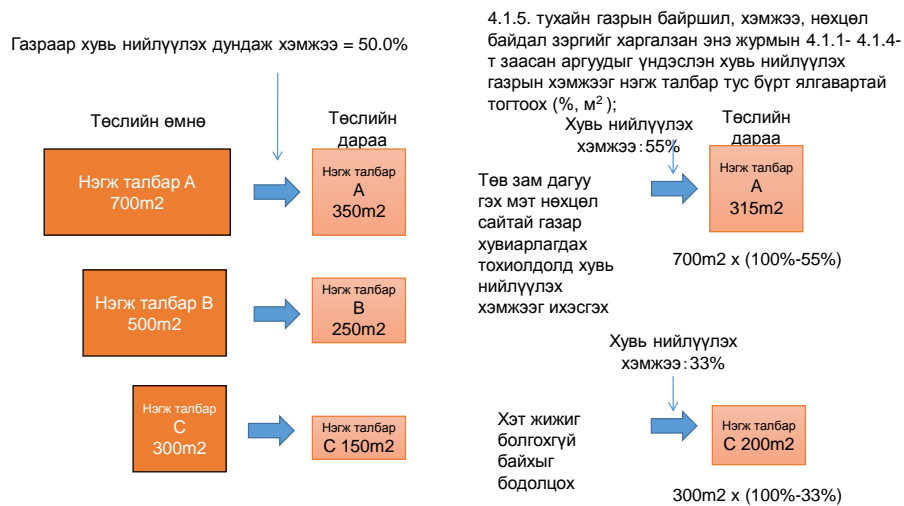 Газраар хувь нийлүүлэх дундаж хэмжээ = 50.0%
Төслийн өмнө
Төслийн
дараа
Нэгж талбар А
700m2
Нэгж талбар
А
350m2
Нэгж талбар В
500m2
Нэгж талбар
В
250m2
Нэгж талбар
С
300m2
Нэгж талбар
С 150m2
4.1.5. тухайн газрын байршил, хэмжээ, нөхцөл
байдал зэргийг харгалзан энэ журмын 4.1.1- 4.1.4-
т заасан аргуудыг үндэслэн хувь нийлүүлэх
газрын хэмжээг нэгж талбар тус бүрт ялгавартай
тогтоох (%, м²);
Хувь нийлүүлэх
хэмжээ:55%
Төслийн
дараа
Төв зам дагуу
гэх мэт нөхцөл
сайтай газар
хувиарлагдах
тохиолдолд хувь
нийлүүлэх
хэмжээг ихэсгэх
Нэгж талбар
А
315m2
700m2 x (100%-55%)
Хувь нийлүүлэх
хэмжээ:33%
Хэт жижиг
болгохгүй
байхыг
бодолцох
Нэгж талбар
С 200m2
300m2 x (100%-33%)